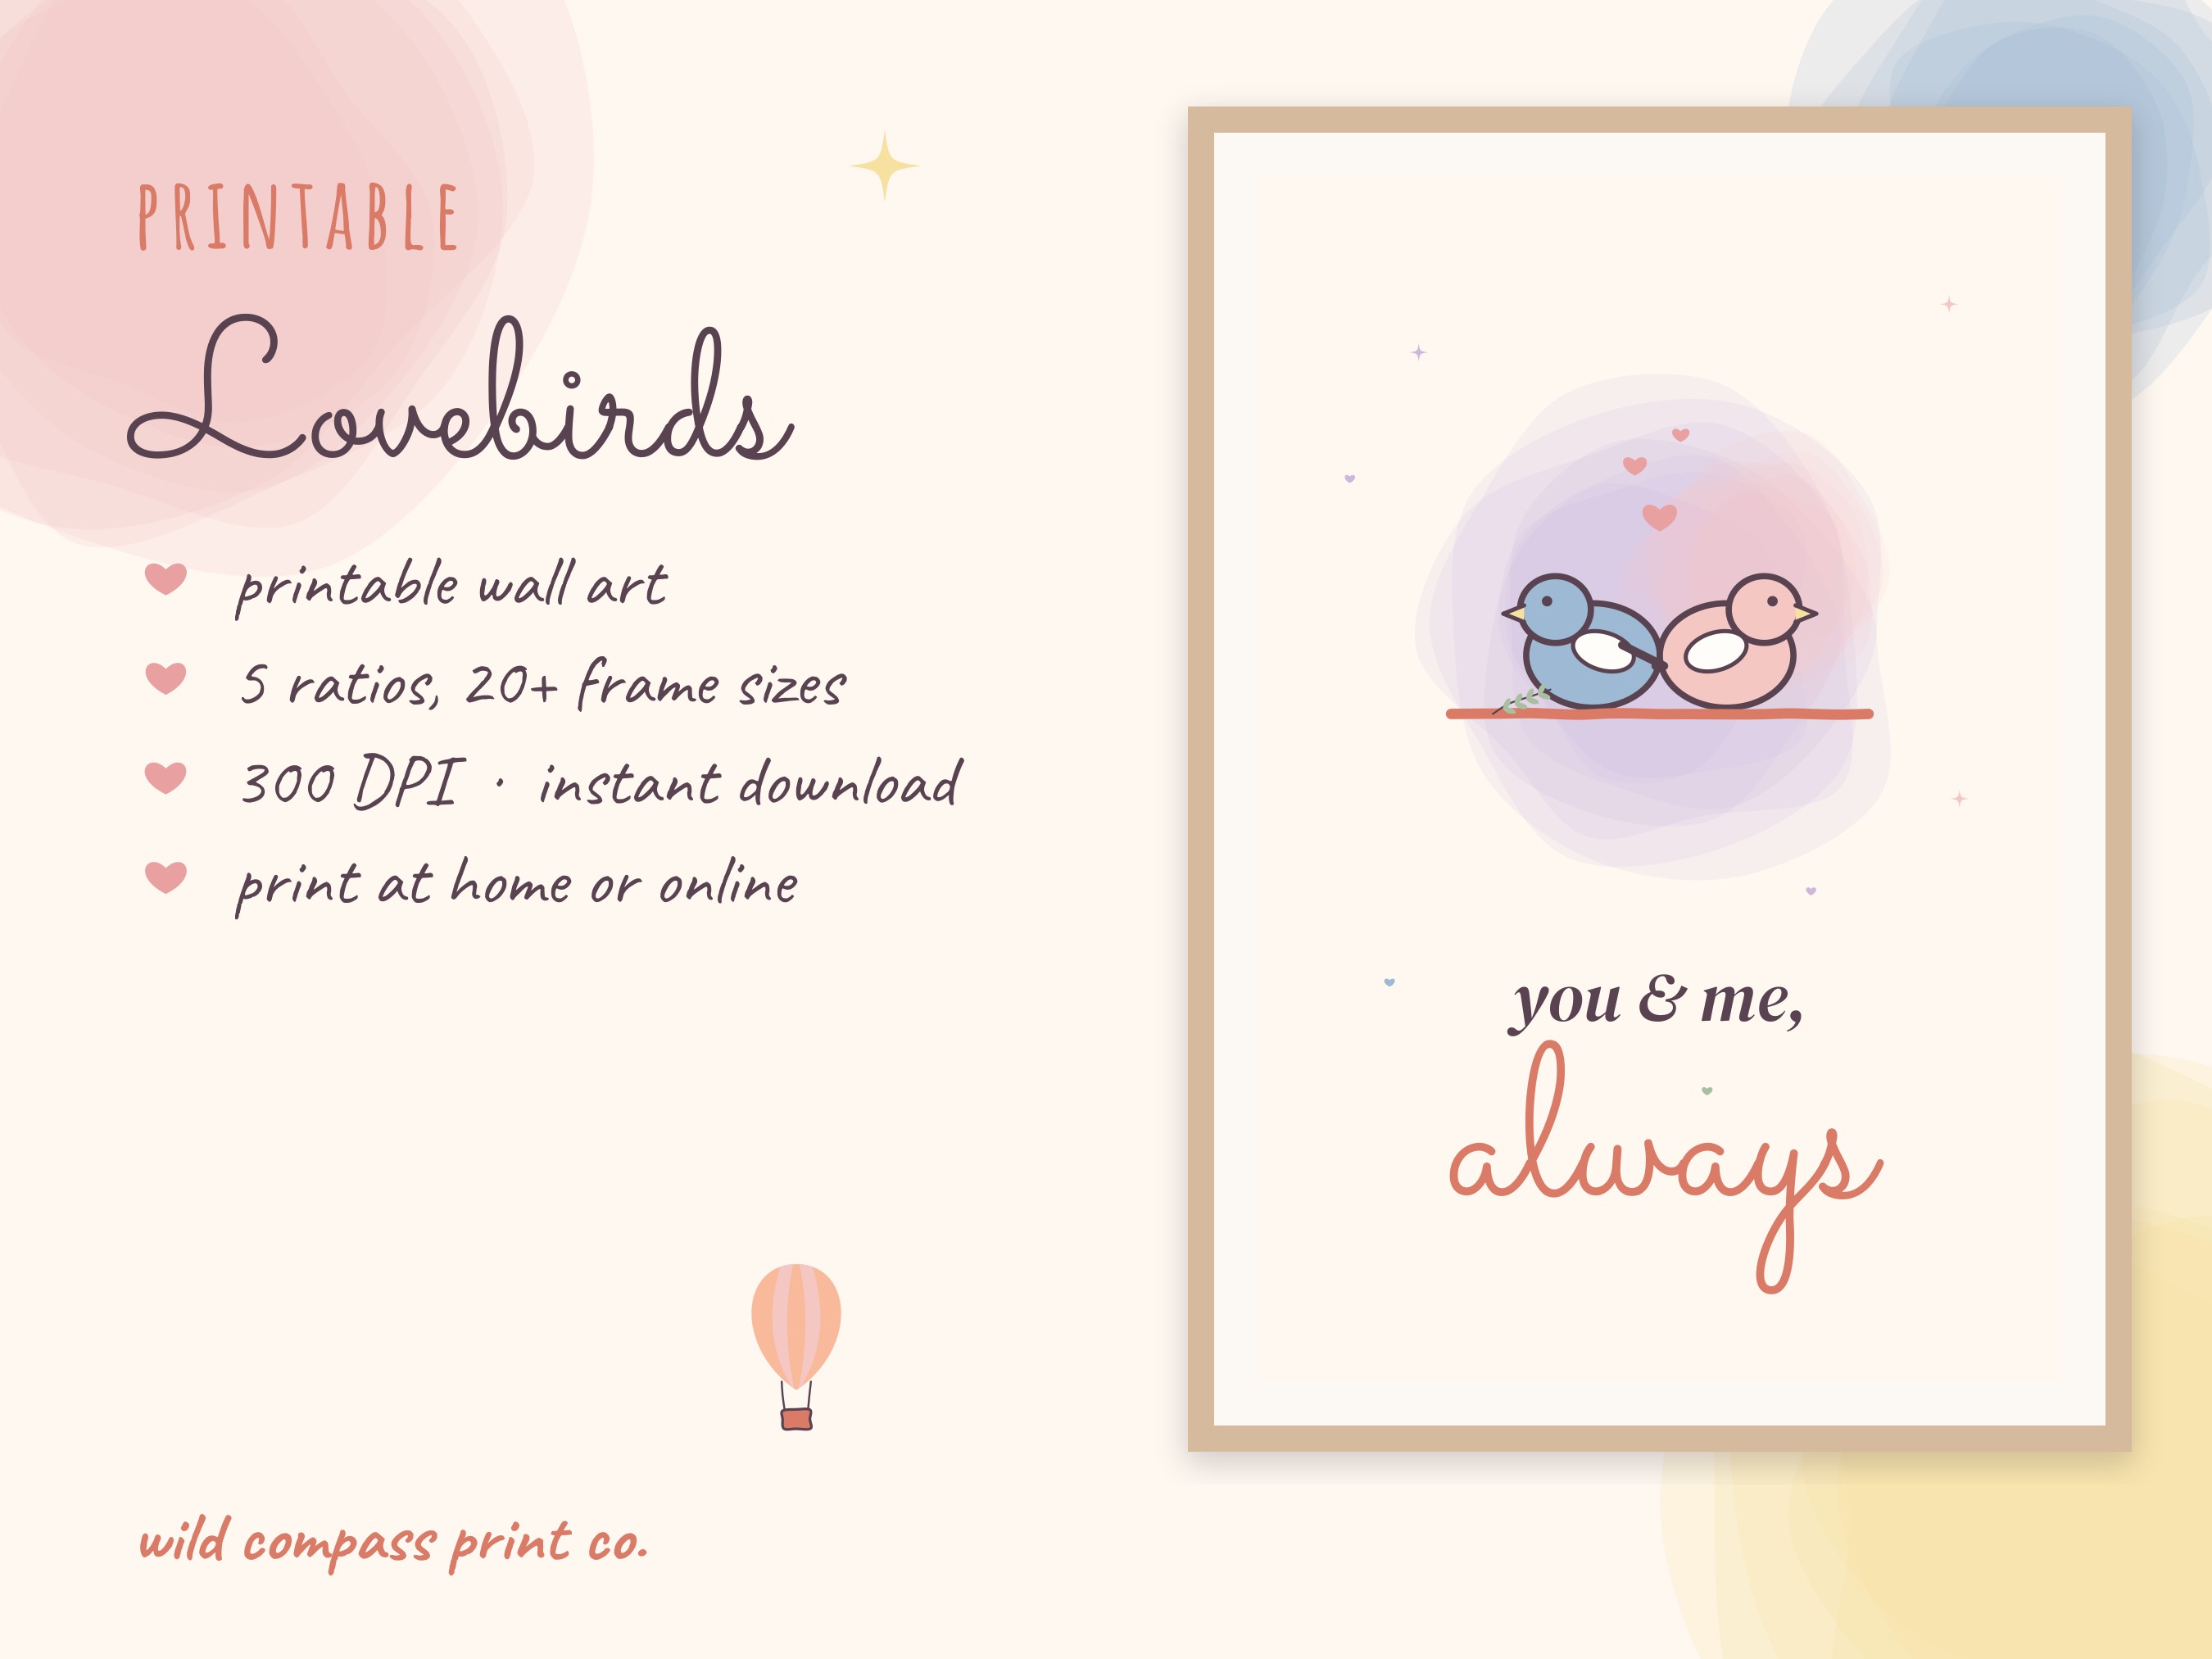 PRINTABLE
Lovebirds
printable wall art
5 ratios, 20+ frame sizes
300 DPI · instant download
print at home or online
wild compass print co.
you & me,
always